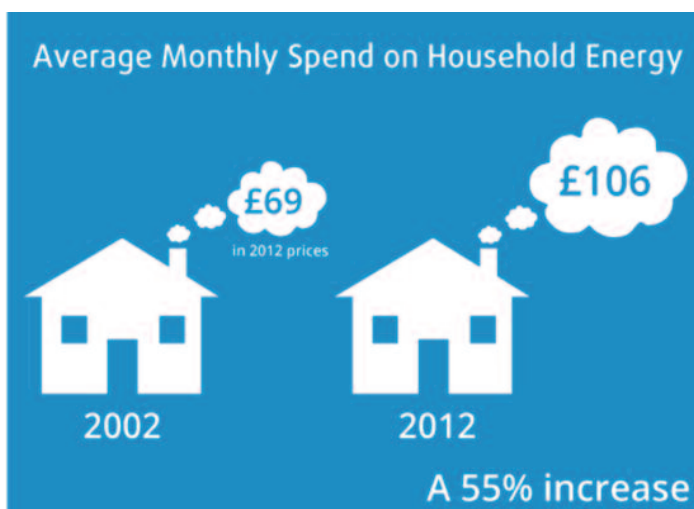 Average Monthly Spend on Household Energy
£69
in 2012 prices
£106
2002
2012
A 55% increase